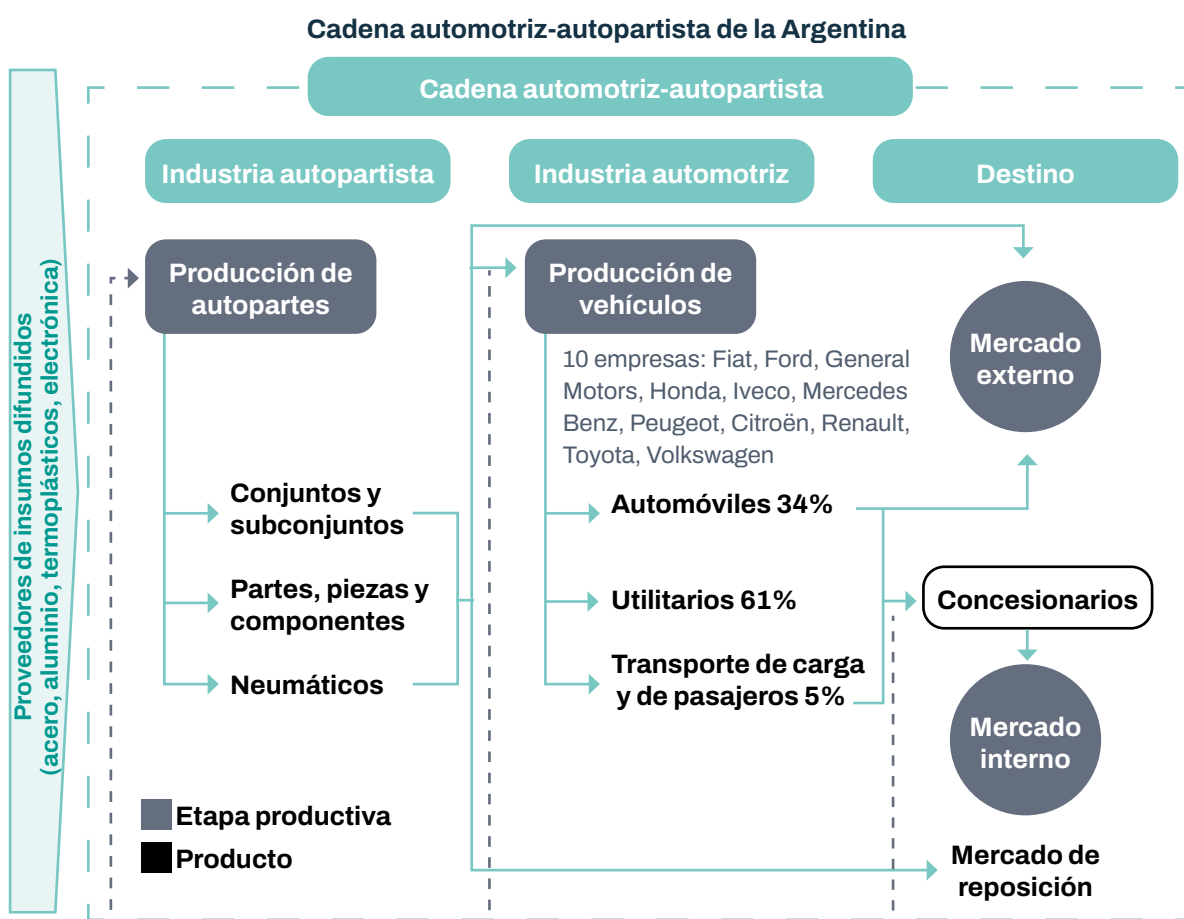 Cadena automotriz-autopartista de la Argentina
Cadena automotriz-autopartista
Proveedores de insumos difundidos
(acero, aluminio, termoplásticos, electrónica)
Industria autopartista
Industria automotriz
Destino
Producción de
autopartes
Conjuntos y
subconjuntos
Partes, piezas y
componentes
Neumáticos
Producción de
vehículos
10 empresas: Fiat, Ford, General
Motors, Honda, Iveco, Mercedes
Benz, Peugeot, Citroën, Renault,
Toyota, Volkswagen
Automóviles 34%
Utilitarios 61%
Transporte de carga
y de pasajeros 5%
Mercado
externo
Concesionarios
Mercado
interno
Mercado de
reposición
Etapa productiva
Producto